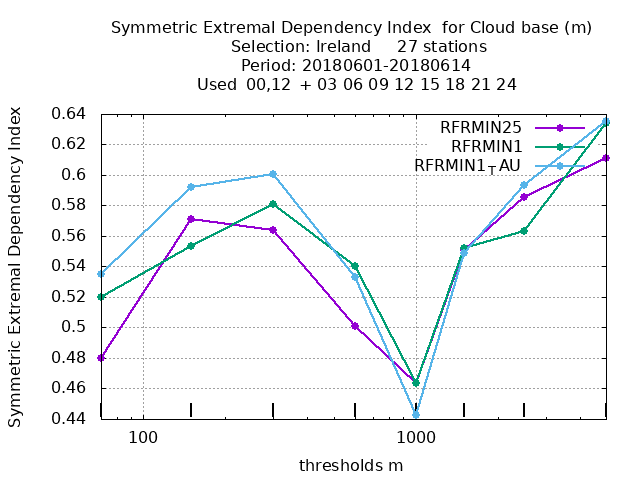 Symmetric Extremal Dependency Index  for Cloud base (m)
Selection: Ireland     27 stations
Period: 20180601-20180614
Used  00,12  + 03 06 09 12 15 18 21 24
Symmetric Extremal Dependency Index
0.64
0.62
0.6
0.58
0.56
0.54
0.52
0.5
0.48
0.46
0.44
RFRMIN25
RFRMIN1
RFRMIN1TAU
100
1000
thresholds m